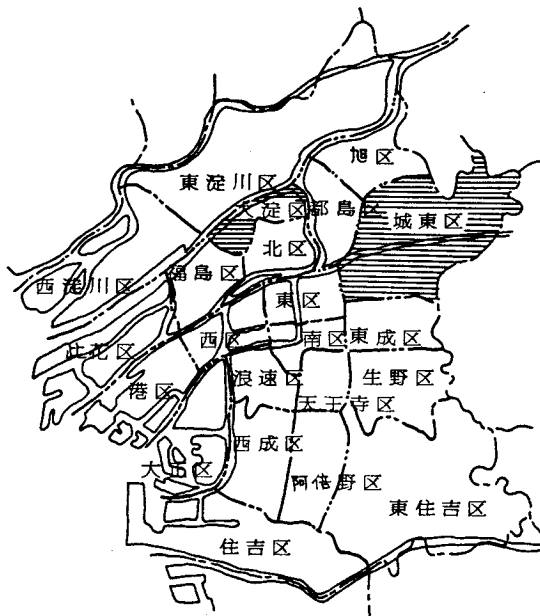 旭区
東淀川区
大淀区
都島区
城東区
北区
福島区
西淀川区
東区
此花区
西区
南区
東成区
港区
浪速区
生野区
天王寺区
西成区
大正区
阿倍野区
東住吉区
住吉区